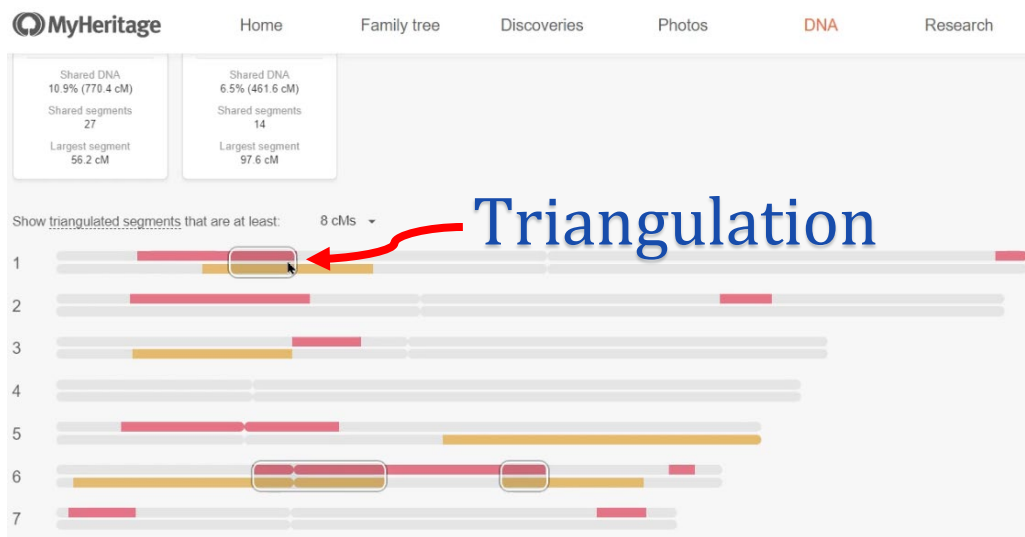 MyHeritage Home Family tree Discoveries Photos DNA Research
Shared DNA Shared DNA
10.9% (770.4 cM) 6.5% (461.6 cM)
Shared segments Shared segments
27 14
Largest segment Largest segment
56.2 cM 97.6 cM
Show triangulated segments that are at least: 8 cMs
Triangulation
1
2
3
4
5
6
7